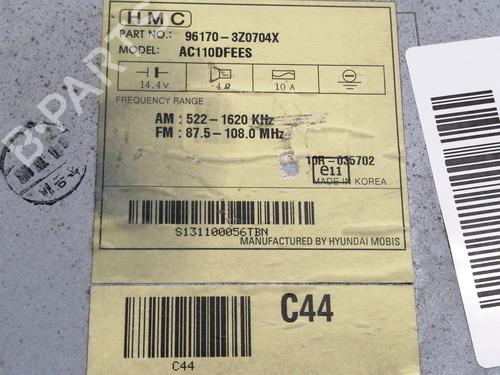 HMC
PART NO.: 96170-3Z0704X
MODEL: AC110DFEES
14.4V 4Ω 10 A
FREQUENCY RANGE
AM : 522-1620 KHz
FM : 87.5-108.0 MHz
10R-035702
e11
MADE IN KOREA
S131100056TBN
MANUFACTURED BY HYUNDAI MOBIS
C44
C44
B-PARTS